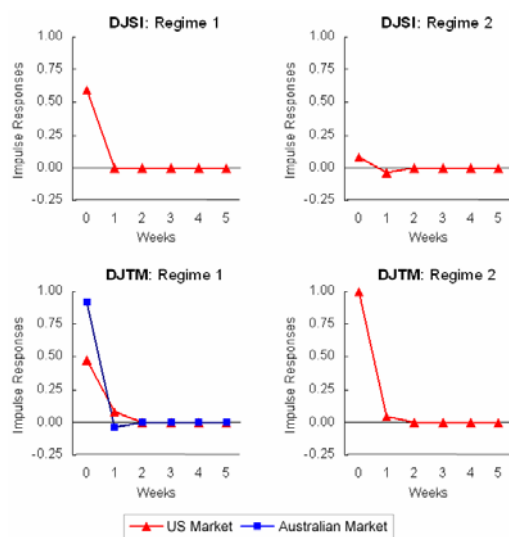 DJSI: Regime 1
1.00
0.75
0.50
0.25
0.00
-0.25
Impulse Responses
0 1 2 3 4 5
Weeks
DJSI: Regime 2
1.00
0.75
0.50
0.25
0.00
-0.25
Impulse Responses
0 1 2 3 4 5
Weeks
DJTM: Regime 1
1.00
0.75
0.50
0.25
0.00
-0.25
Impulse Responses
0 1 2 3 4 5
Weeks
DJTM: Regime 2
1.00
0.75
0.50
0.25
0.00
-0.25
Impulse Responses
0 1 2 3 4 5
Weeks
US Market Australian Market